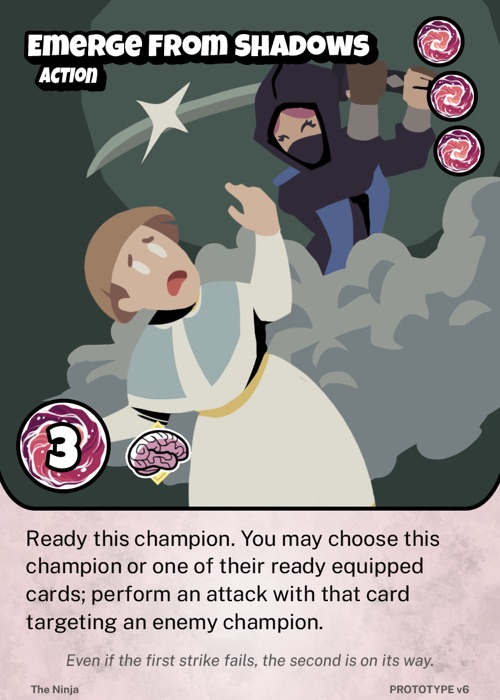 Emerge From Shadows
Action
3
Ready this champion. You may choose this
champion or one of their ready equipped
cards; perform an attack with that card
targeting an enemy champion.
Even if the first strike fails, the second is on its way.
The Ninja PROTOTYPE v6